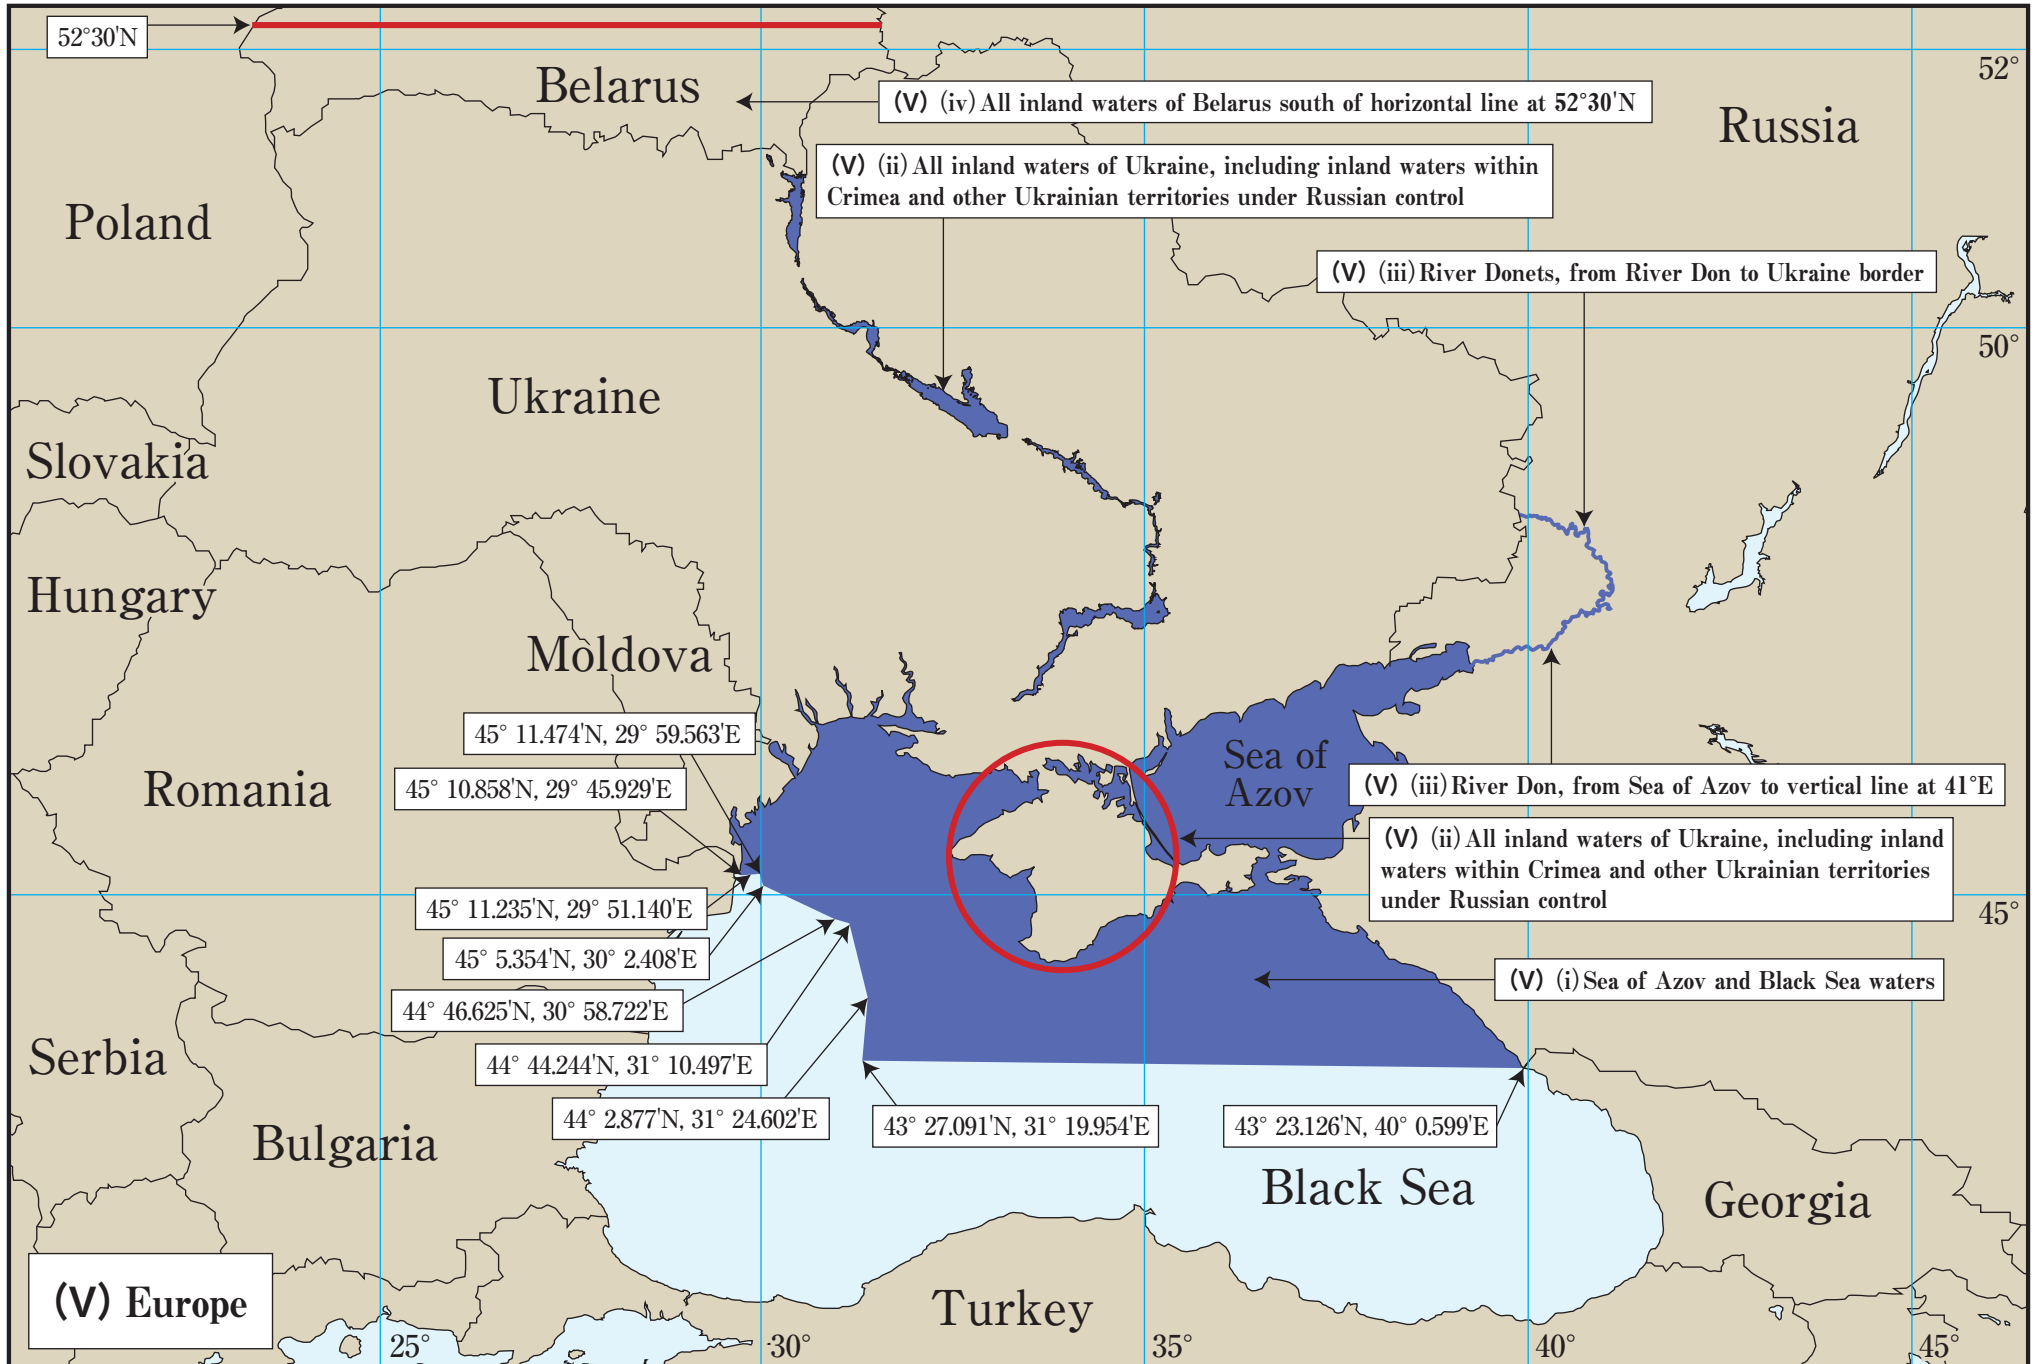 52°30'N
52°
Belarus
(V) (iv) All inland waters of Belarus south of horizontal line at 52°30'N
Russia
(V) (ii) All inland waters of Ukraine, including inland waters within
Crimea and other Ukrainian territories under Russian control
Poland
(V) (iii) River Donets, from River Don to Ukraine border
50°
Ukraine
Slovakia
Hungary
Moldova
45° 11.474'N, 29° 59.563'E
Sea of
Azov
Romania
45° 10.858'N, 29° 45.929'E
(V) (iii) River Don, from Sea of Azov to vertical line at 41°E
(V) (ii) All inland waters of Ukraine, including inland
waters within Crimea and other Ukrainian territories
under Russian control
45° 11.235'N, 29° 51.140'E
45°
45° 5.354'N, 30° 2.408'E
(V) (i) Sea of Azov and Black Sea waters
44° 46.625'N, 30° 58.722'E
Serbia
44° 44.244'N, 31° 10.497'E
44° 2.877'N, 31° 24.602'E
43° 27.091'N, 31° 19.954'E
43° 23.126'N, 40° 0.599'E
Bulgaria
Black Sea
Georgia
(V) Europe
Turkey
25°
30°
35°
40°
45°